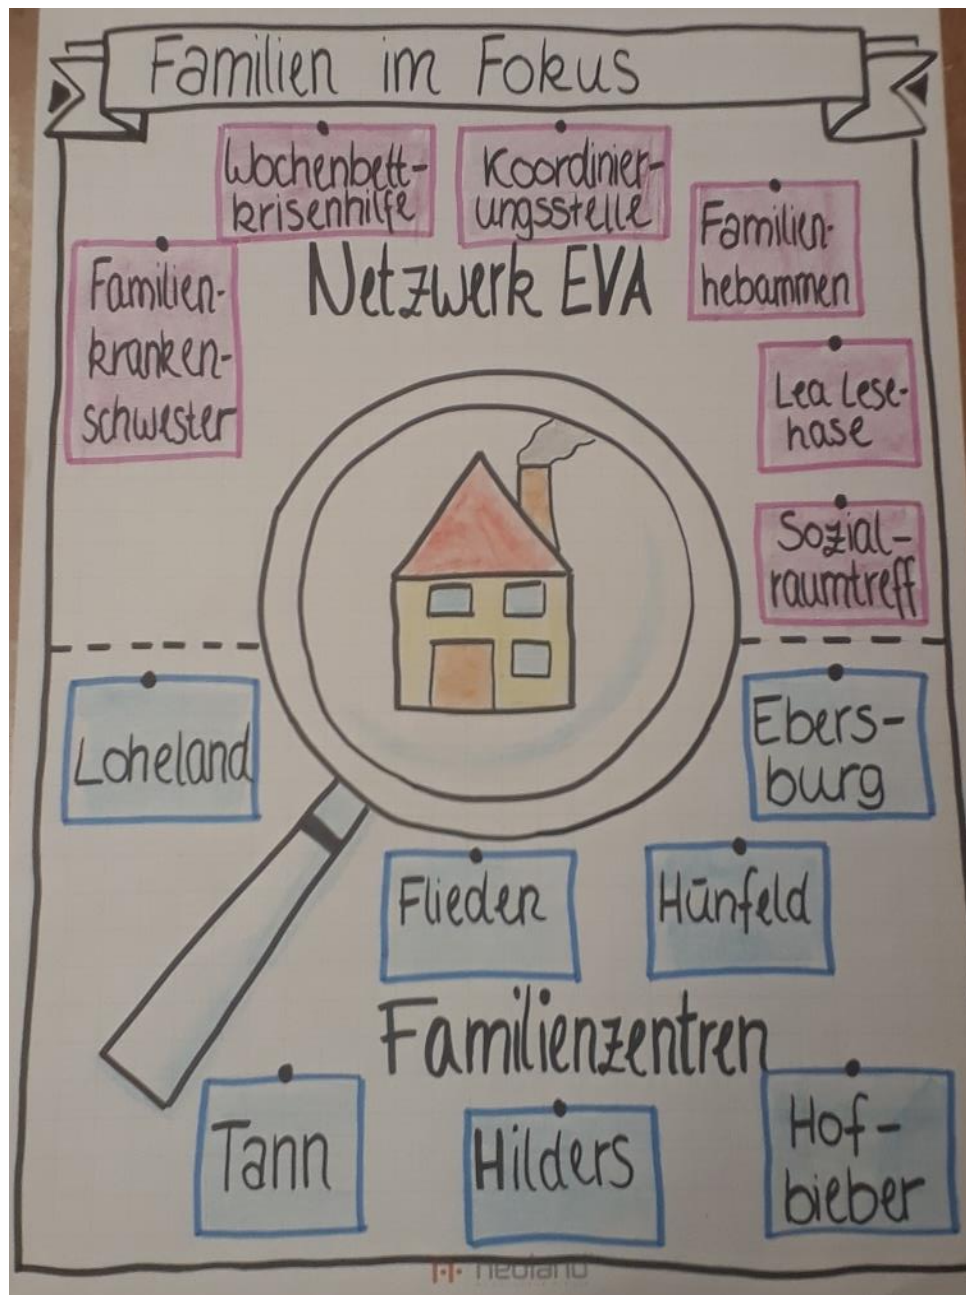 Familien im Fokus
Wochenbett-
krisenhilfe
Koordinier-
ungsstelle
Familien-
hebammen
Netzwerk EVA
Familien-
kranken-
schwester
Lea Lese-
hase
Sozial-
raumtreff
Loheland
Ebers-
burg
Flieden
Hünfeld
Familienzentren
Tann
Hilders
Hof-
bieber
neoland